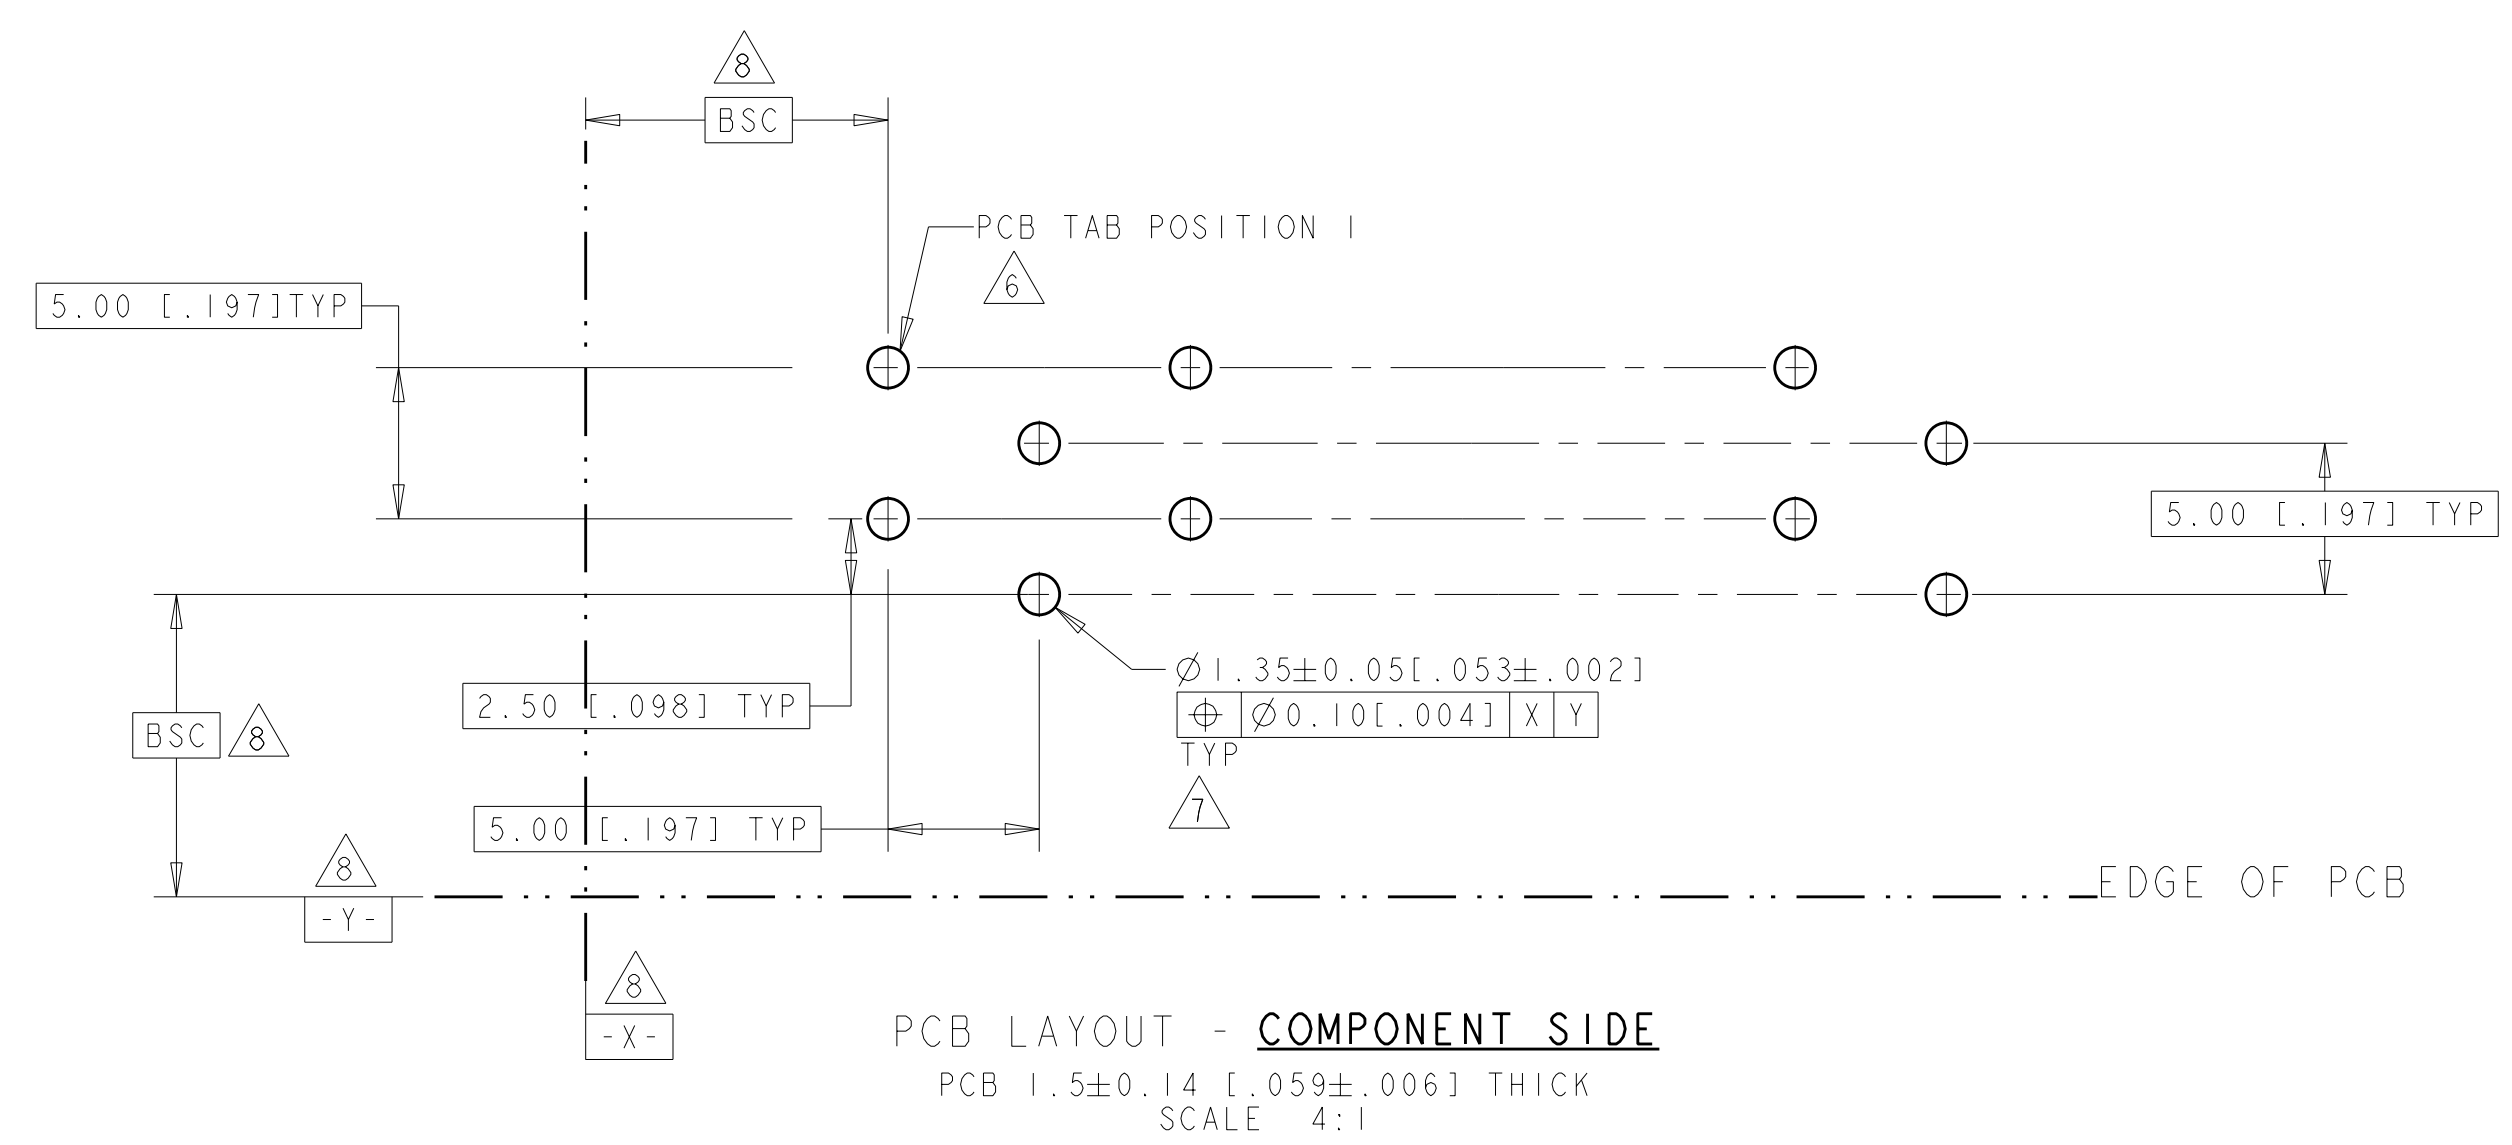 8
BSC
PCB TAB POSITION 1
6
5.00 [.197]TYP
5.00 [.197] TYP
⌀1.35±0.05[.053±.002]
⌖ ⌀0.10[.004] X Y
TYP
7
2.50 [.098] TYP
BSC 8
5.00 [.197] TYP
8
-Y-
EDGE OF PCB
8
-X-
PCB LAYOUT - COMPONENT SIDE
PCB 1.5±0.14 [.059±.006] THICK
SCALE 4:1